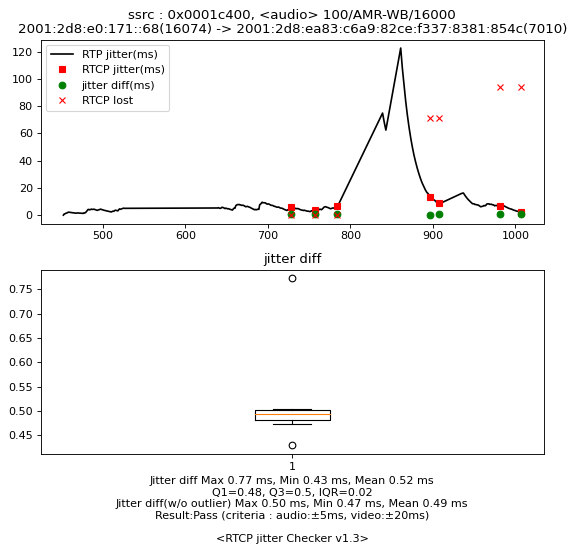 ssrc : 0x0001c400, <audio> 100/AMR-WB/16000
2001:2d8:e0:171::68(16074) -> 2001:2d8:ea83:c6a9:82ce:f337:8381:854c(7010)
RTP jitter(ms)
RTCP jitter(ms)
jitter diff(ms)
RTCP lost
120
100
80
60
40
20
0
500 600 700 800 900 1000
jitter diff
0.75
0.70
0.65
0.60
0.55
0.50
0.45
1
Jitter diff Max 0.77 ms, Min 0.43 ms, Mean 0.52 ms
Q1=0.48, Q3=0.5, IQR=0.02
Jitter diff(w/o outlier) Max 0.50 ms, Min 0.47 ms, Mean 0.49 ms
Result:Pass (criteria : audio:±5ms, video:±20ms)
<RTCP jitter Checker v1.3>